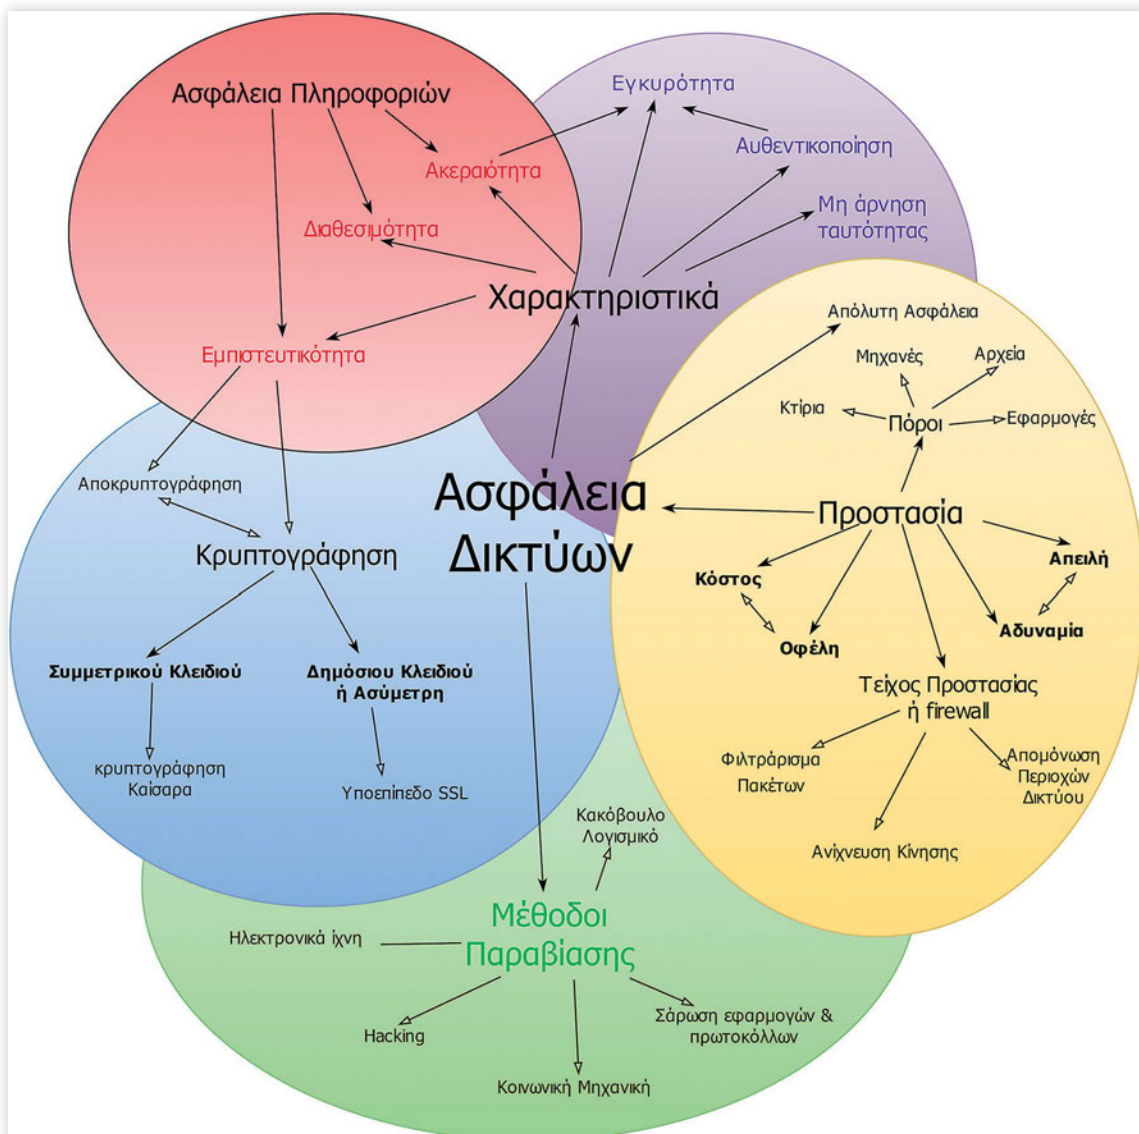 Ασφάλεια Πληροφοριών
Ακεραιότητα
Διαθεσιμότητα
Εμπιστευτικότητα
Εγκυρότητα
Αυθεντικοποίηση
Μη άρνηση
ταυτότητας
Χαρακτηριστικά
Απόλυτη Ασφάλεια
Μηχανές
Αρχεία
Κτίρια
Πόροι
Εφαρμογές
Προστασία
Απειλή
Κόστος
Αδυναμία
Οφέλη
Τείχος Προστασίας
ή firewall
Φιλτράρισμα
Πακέτων
Απομόνωση
Περιοχών
Δικτύου
Ανίχνευση Κίνησης
Ασφάλεια
Δικτύων
Αποκρυπτογράφηση
Κρυπτογράφηση
Συμμετρικού Κλειδιού
Δημόσιου Κλειδιού
ή Ασύμετρη
κρυπτογράφηση
Καίσαρα
Υποεπίπεδο SSL
Κακόβουλο
Λογισμικό
Μέθοδοι
Παραβίασης
Ηλεκτρονικά ίχνη
Hacking
Κοινωνική Μηχανική
Σάρωση εφαρμογών &
πρωτοκόλλων